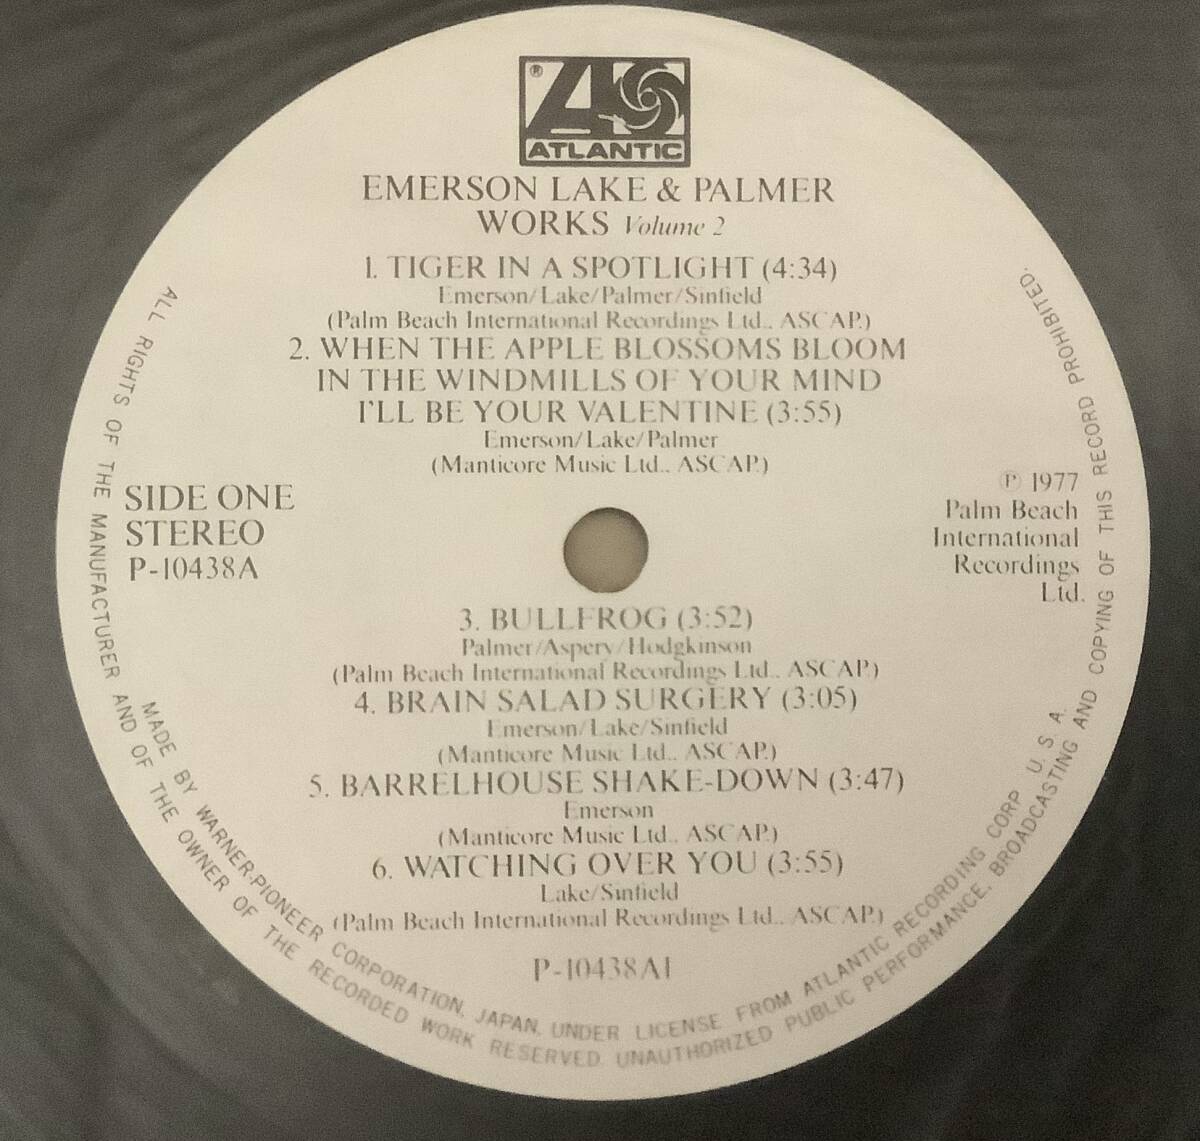 ®
ATLANTIC
EMERSON LAKE & PALMER
WORKS Volume 2
1. TIGER IN A SPOTLIGHT (4:34)
Emerson/Lake/Palmer/Sinfield
(Palm Beach International Recordings Ltd., ASCAP.)
2. WHEN THE APPLE BLOSSOMS BLOOM
IN THE WINDMILLS OF YOUR MIND
I'LL BE YOUR VALENTINE (3:55)
Emerson/Lake/Palmer
(Manticore Music Ltd., ASCAP.)
SIDE ONE
STEREO
P-10438A
℗ 1977
Palm Beach
International
Recordings
Ltd.
3. BULLFROG (3:52)
Palmer/Aspery/Hodgkinson
(Palm Beach International Recordings Ltd., ASCAP.)
4. BRAIN SALAD SURGERY (3:05)
Emerson/Lake/Sinfield
(Manticore Music Ltd., ASCAP.)
5. BARRELHOUSE SHAKE-DOWN (3:47)
Emerson
(Manticore Music Ltd., ASCAP.)
6. WATCHING OVER YOU (3:55)
Lake/Sinfield
(Palm Beach International Recordings Ltd., ASCAP.)
P-10438A1
MADE BY WARNER-PIONEER CORPORATION, JAPAN, UNDER LICENSE FROM ATLANTIC RECORDING CORP U. S. A.
ALL RIGHTS OF THE MANUFACTURER AND OF THE OWNER OF THE RECORDED WORK RESERVED. UNAUTHORIZED PUBLIC PERFORMANCE, BROADCASTING AND COPYING OF THIS RECORD PROHIBITED.